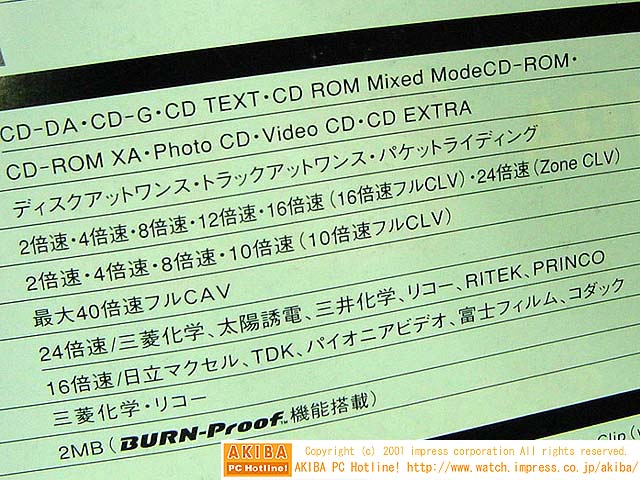 CD-DA・CD-G・CD TEXT・CD ROM Mixed ModeCD-ROM・
CD-ROM XA・Photo CD・Video CD・CD EXTRA
ディスクアットワンス・トラックアットワンス・パケットライティング
2倍速・4倍速・8倍速・12倍速・16倍速(16倍速フルCLV)・24倍速(Zone CLV)
2倍速・4倍速・8倍速・10倍速(10倍速フルCLV)
最大40倍速フルCAV
24倍速/三菱化学、太陽誘電、三井化学、リコー、RITEK、PRINCO
16倍速/日立マクセル、TDK、パイオニアビデオ、富士フィルム、コダック
三菱化学・リコー
2MB(BURN-Proof™機能搭載)
Clip
AKIBA PC Hotline!
Copyright (c) 2001 impress corporation All rights reserved.
AKIBA PC Hotline! http://www.watch.impress.co.jp/akiba/